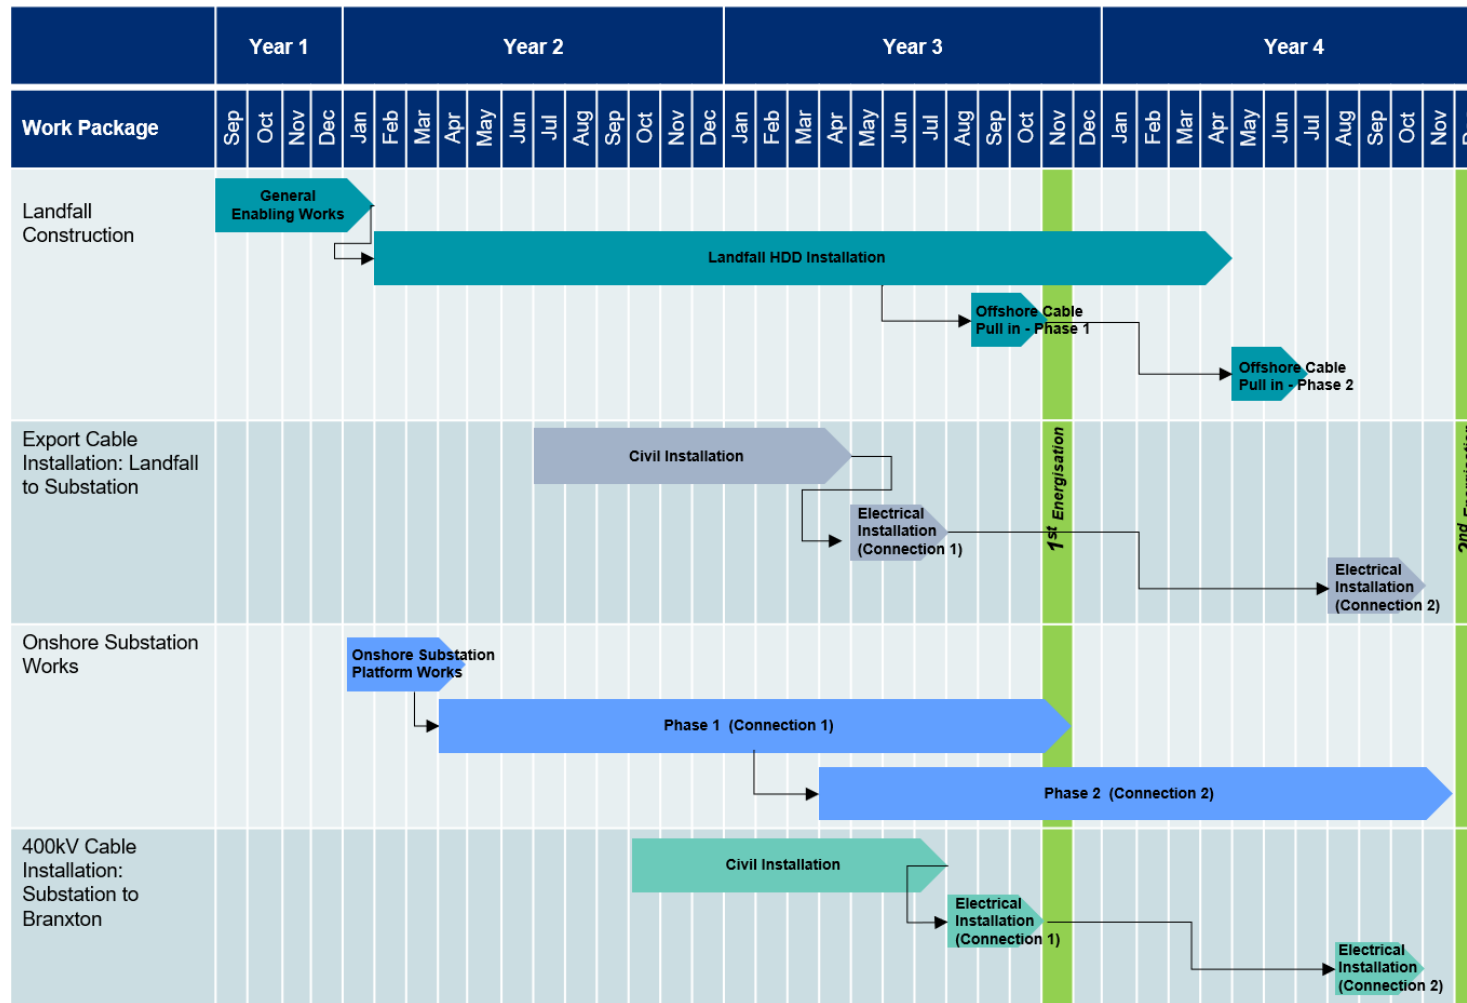 Year 1
Year 2
Year 3
Year 4
Work Package
Sep
Oct
Nov
Dec
Jan
Feb
Mar
Apr
May
Jun
Jul
Aug
Sep
Oct
Nov
Dec
Jan
Feb
Mar
Apr
May
Jun
Jul
Aug
Sep
Oct
Nov
Dec
Jan
Feb
Mar
Apr
May
Jun
Jul
Aug
Sep
Oct
Nov
Landfall
Construction
General
Enabling Works
Landfall HDD Installation
Offshore Cable
Pull in - Phase 1
Offshore Cable
Pull in - Phase 2
Export Cable
Installation: Landfall
to Substation
Civil Installation
Electrical
Installation
(Connection 1)
Electrical
Installation
(Connection 2)
1st Energisation
2nd Energisation
Onshore Substation
Works
Onshore Substation
Platform Works
Phase 1 (Connection 1)
Phase 2 (Connection 2)
400kV Cable
Installation:
Substation to
Branxton
Civil Installation
Electrical
Installation
(Connection 1)
Electrical
Installation
(Connection 2)